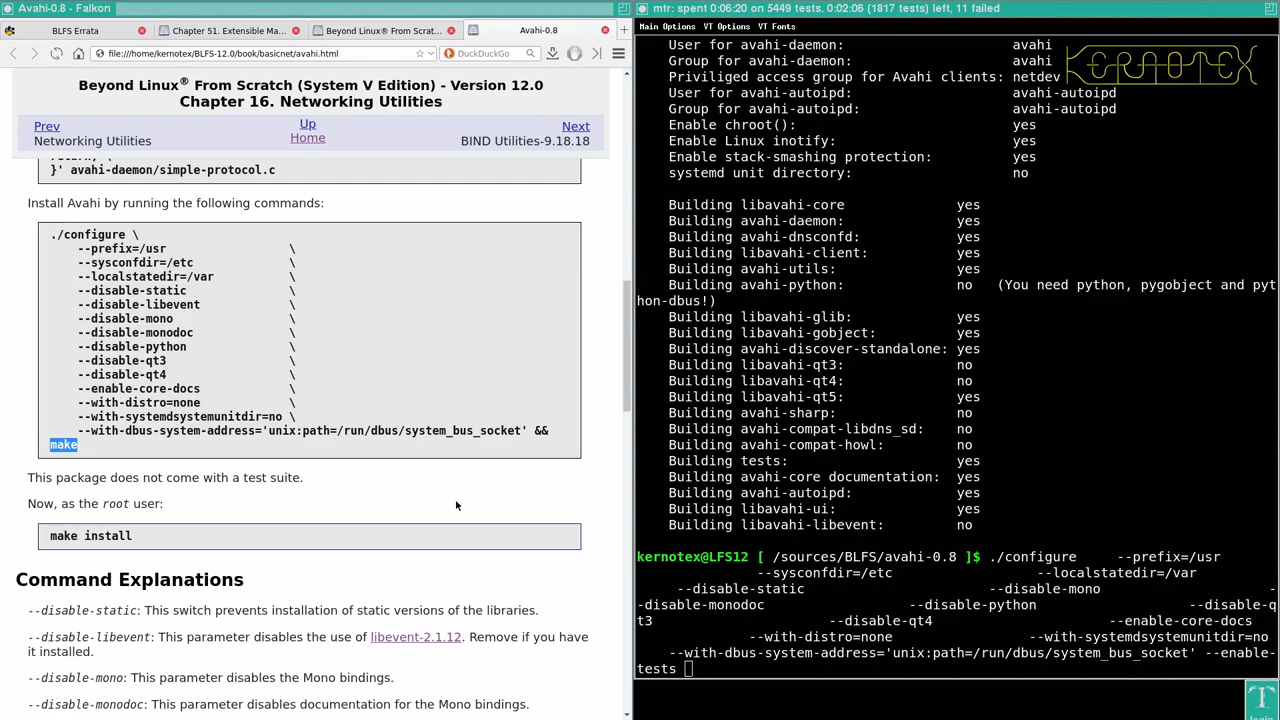 Avahi-0.8 - Falkon
BLFS Errata
Chapter 51. Extensible Ma...
Beyond Linux® From Scrat...
Avahi-0.8
file:///home/kernotex/BLFS-12.0/book/basicnet/avahi.html
DuckDuckGo
Beyond Linux® From Scratch (System V Edition) - Version 12.0
Chapter 16. Networking Utilities
Prev
Up
Next
Networking Utilities
Home
BIND Utilities-9.18.18
}' avahi-daemon/simple-protocol.c
Install Avahi by running the following commands:
./configure \
--prefix=/usr \
--sysconfdir=/etc \
--localstatedir=/var \
--disable-static \
--disable-libevent \
--disable-mono \
--disable-monodoc \
--disable-python \
--disable-qt3 \
--disable-qt4 \
--enable-core-docs \
--with-distro=none \
--with-systemdsystemunitdir=no \
--with-dbus-system-address='unix:path=/run/dbus/system_bus_socket' &&
make
This package does not come with a test suite.
Now, as the root user:
make install
Command Explanations
--disable-static: This switch prevents installation of static versions of the libraries.
--disable-libevent: This parameter disables the use of libevent-2.1.12. Remove if you have
it installed.
--disable-mono: This parameter disables the Mono bindings.
--disable-monodoc: This parameter disables documentation for the Mono bindings.
mtr: spent 0:06:20 on 5449 tests. 0:02:06 (1817 tests) left, 11 failed
Main Options VT Options VT Fonts
KERNOTEX
User for avahi-daemon: avahi
Group for avahi-daemon: avahi
Priviliged access group for Avahi clients: netdev
User for avahi-autoipd: avahi-autoipd
Group for avahi-autoipd: avahi-autoipd
Enable chroot(): yes
Enable Linux inotify: yes
Enable stack-smashing protection: yes
systemd unit directory: no
Building libavahi-core yes
Building avahi-daemon: yes
Building avahi-dnsconfd: yes
Building libavahi-client: yes
Building avahi-utils: yes
Building avahi-python: no (You need python, pygobject and pyt
hon-dbus!)
Building libavahi-glib: yes
Building libavahi-gobject: yes
Building avahi-discover-standalone: yes
Building libavahi-qt3: no
Building libavahi-qt4: no
Building libavahi-qt5: yes
Building avahi-sharp: no
Building avahi-compat-libdns_sd: no
Building avahi-compat-howl: no
Building tests: yes
Building avahi-core documentation: yes
Building avahi-autoipd: yes
Building libavahi-ui: yes
Building libavahi-libevent: no
kernotex@LFS12 [ /sources/BLFS/avahi-0.8 ]$ ./configure --prefix=/usr
--sysconfdir=/etc --localstatedir=/var
--disable-static --disable-mono -
-disable-monodoc --disable-python --disable-q
t3 --disable-qt4 --enable-core-docs
--with-distro=none --with-systemdsystemunitdir=no
--with-dbus-system-address='unix:path=/run/dbus/system_bus_socket' --enable-
tests